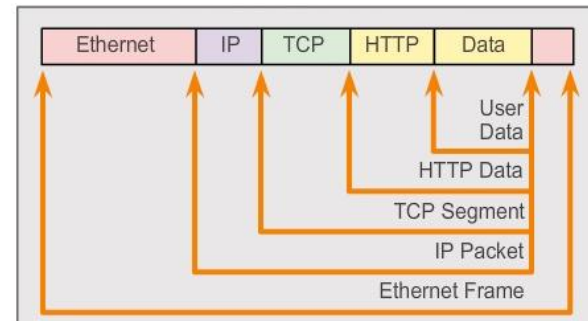 Ethernet IP TCP HTTP Data
User
Data
HTTP Data
TCP Segment
IP Packet
Ethernet Frame